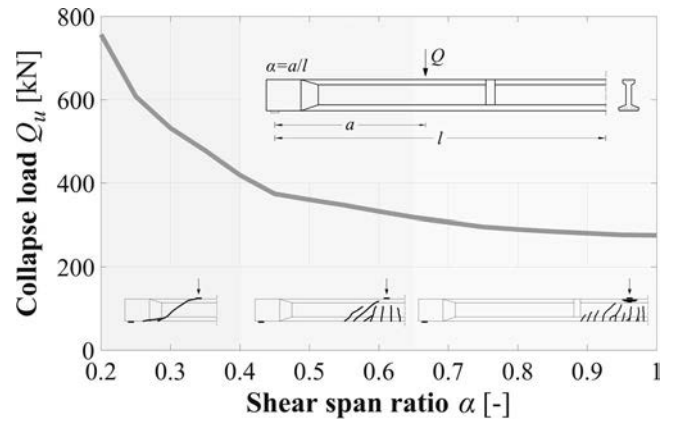 800
600
400
200
0
Collapse load Qᵤ [kN]
α=a/l
Q
a
l
0.2 0.3 0.4 0.5 0.6 0.7 0.8 0.9 1
Shear span ratio α [-]